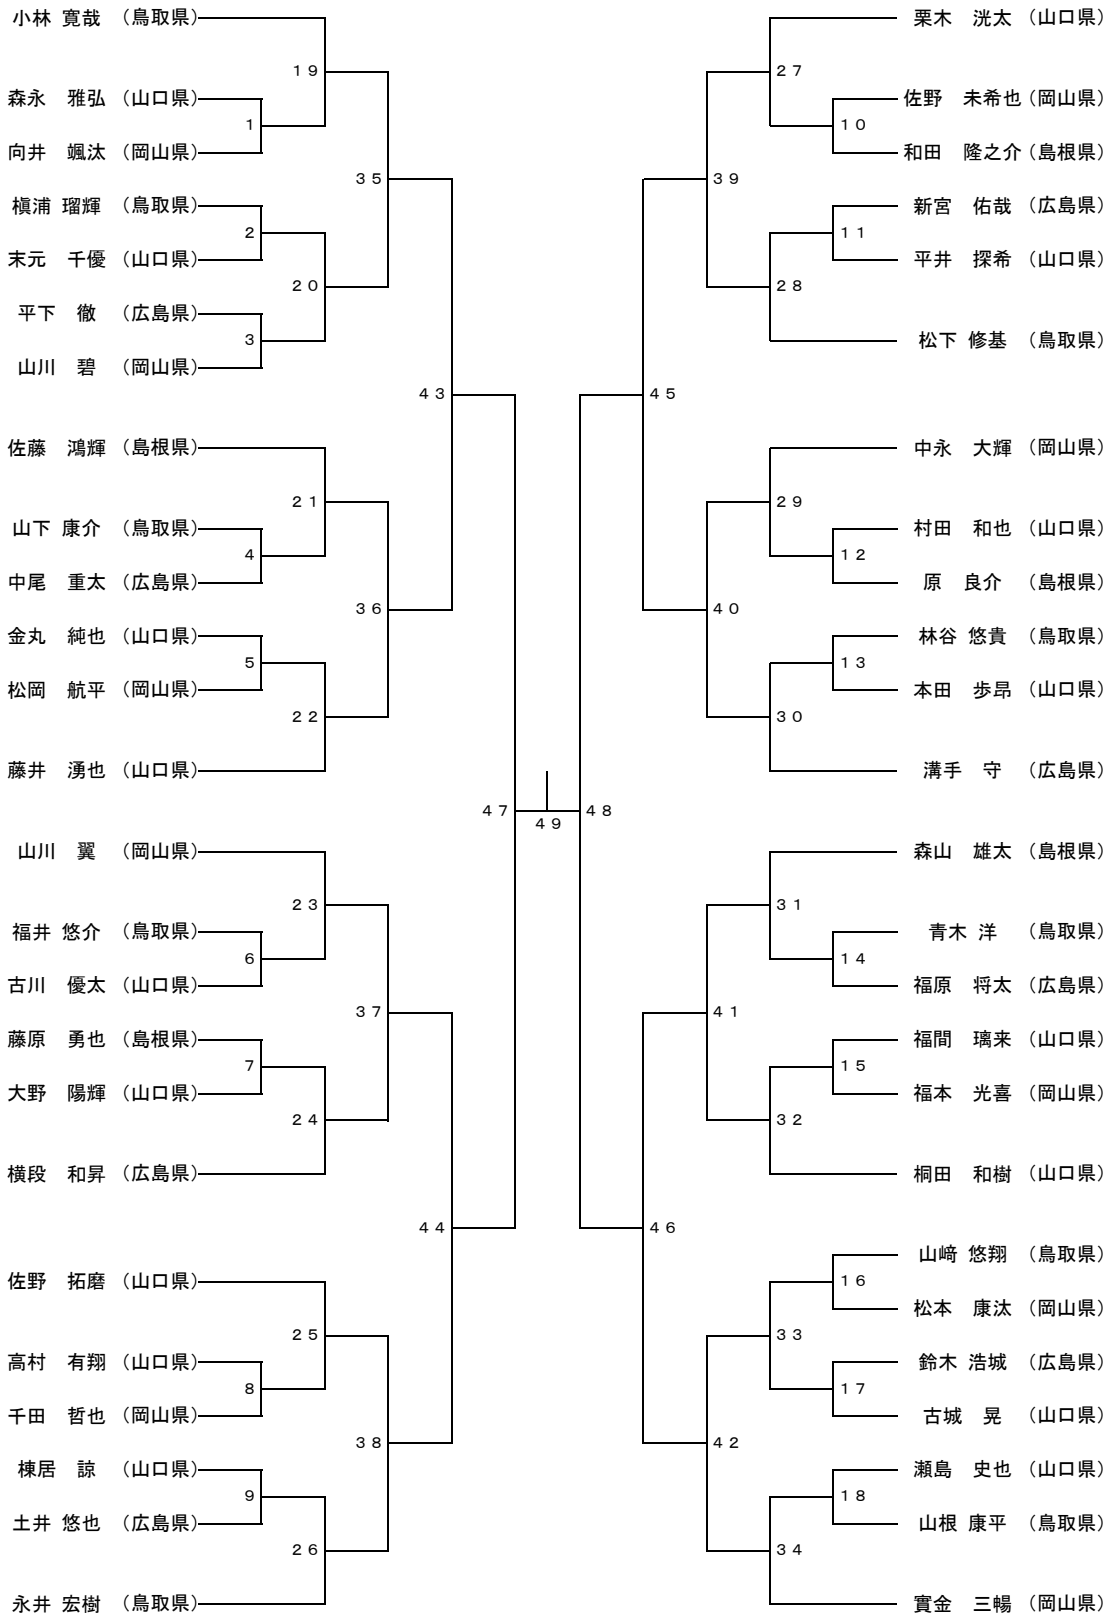 小林 寛哉 （鳥取県）
19
森永 雅弘 （山口県）
1
向井 颯汰 （岡山県）
35
槇浦 瑠輝 （鳥取県）
2
末元 千優 （山口県）
20
平下 徹 （広島県）
3
山川 碧 （岡山県）
43
佐藤 鴻輝 （島根県）
21
山下 康介 （鳥取県）
4
中尾 重太 （広島県）
36
金丸 純也 （山口県）
5
松岡 航平 （岡山県）
22
藤井 湧也 （山口県）
47
山川 翼 （岡山県）
23
福井 悠介 （鳥取県）
6
古川 優太 （山口県）
37
藤原 勇也 （島根県）
7
大野 陽輝 （山口県）
24
横段 和昇 （広島県）
44
佐野 拓磨 （山口県）
25
高村 有翔 （山口県）
8
千田 哲也 （岡山県）
38
棟居 諒 （山口県）
9
土井 悠也 （広島県）
26
永井 宏樹 （鳥取県）
49
栗木 洸太 （山口県）
27
佐野 未希也 （岡山県）
10
和田 隆之介 （島根県）
39
新宮 佑哉 （広島県）
11
平井 探希 （山口県）
28
松下 修基 （鳥取県）
45
中永 大輝 （岡山県）
29
村田 和也 （山口県）
12
原 良介 （島根県）
40
林谷 悠貴 （鳥取県）
13
本田 歩昂 （山口県）
30
溝手 守 （広島県）
48
森山 雄太 （島根県）
31
青木 洋 （鳥取県）
14
福原 将太 （広島県）
41
福間 璃来 （山口県）
15
福本 光喜 （岡山県）
32
桐田 和樹 （山口県）
46
山﨑 悠翔 （鳥取県）
16
松本 康汰 （岡山県）
33
鈴木 浩城 （広島県）
17
古城 晃 （山口県）
42
瀬島 史也 （山口県）
18
山根 康平 （鳥取県）
34
實金 三暢 （岡山県）